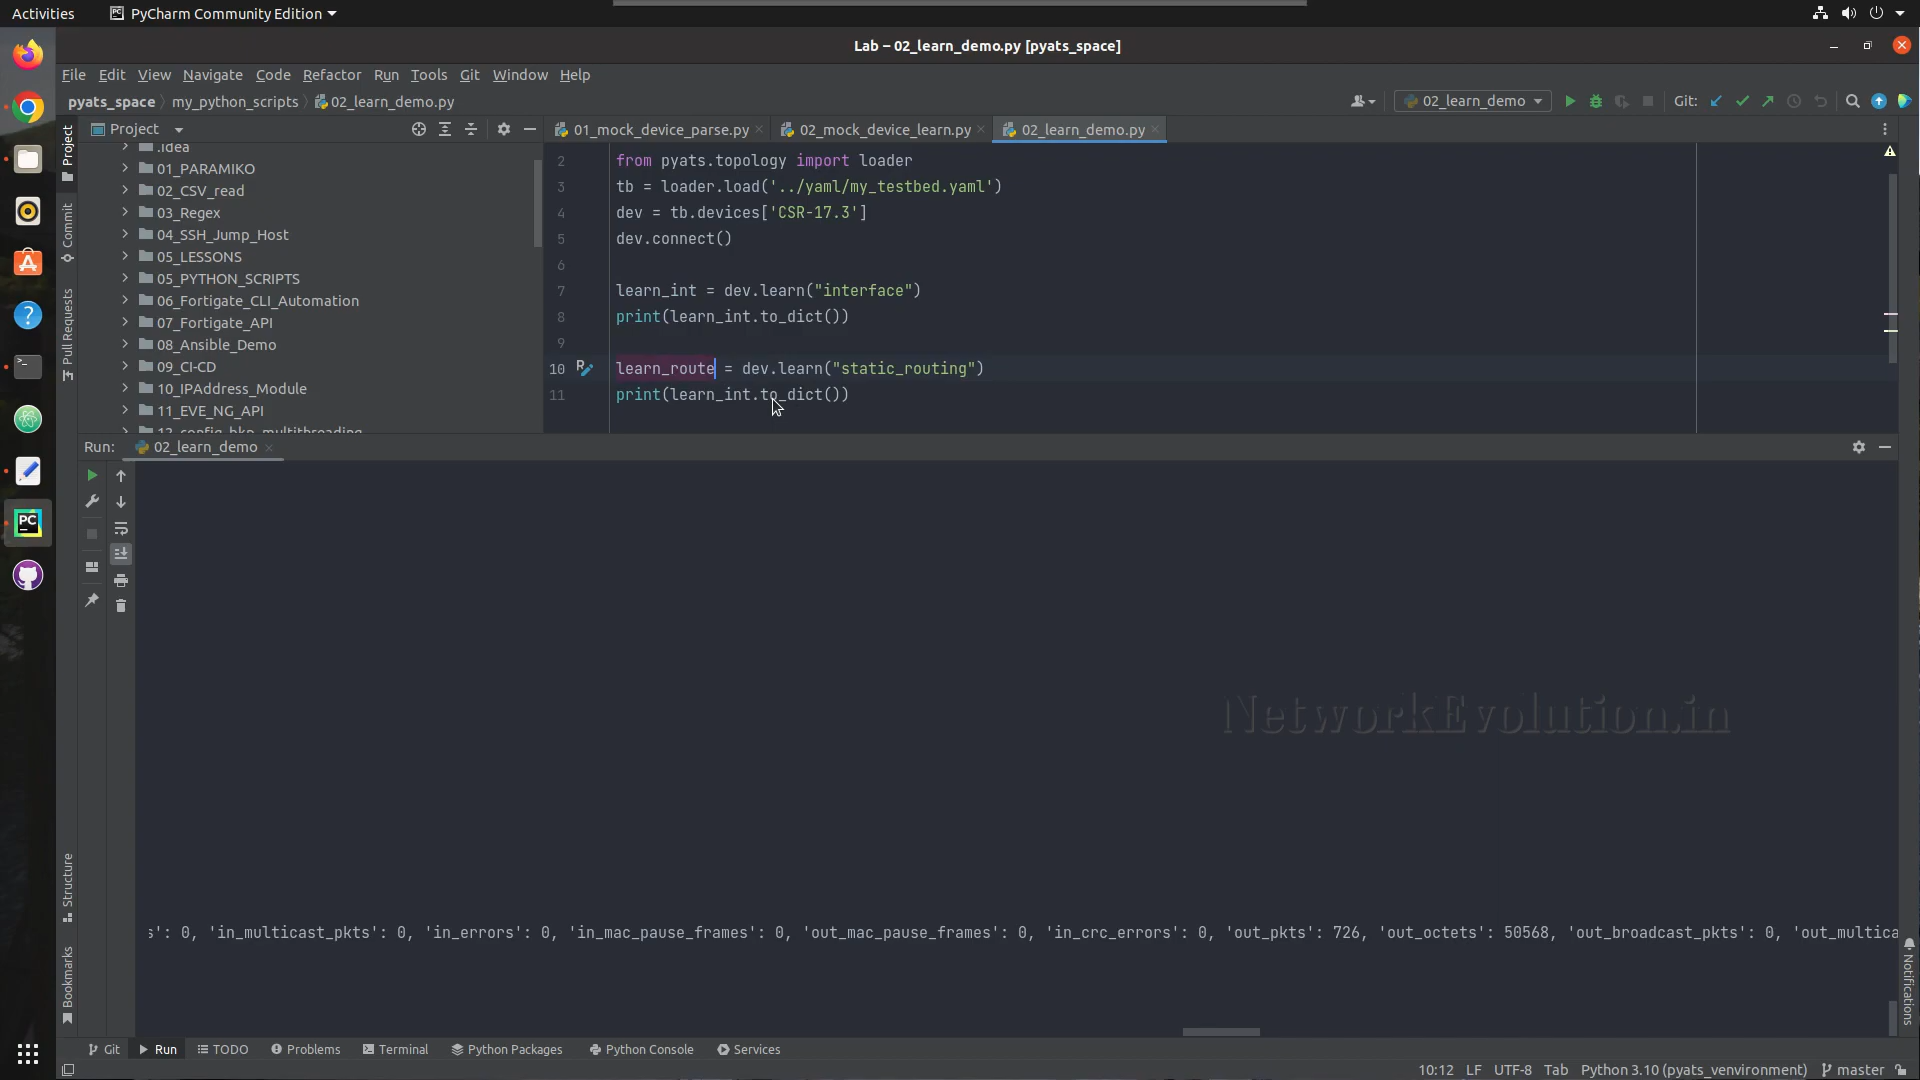 Activities
PyCharm Community Edition
Lab – 02_learn_demo.py [pyats_space]
File Edit View Navigate Code Refactor Run Tools Git Window Help
pyats_space my_python_scripts 02_learn_demo.py
02_learn_demo
Git:
Project
01_mock_device_parse.py
02_mock_device_learn.py
02_learn_demo.py
.idea
01_PARAMIKO
02_CSV_read
03_Regex
04_SSH_Jump_Host
05_LESSONS
05_PYTHON_SCRIPTS
06_Fortigate_CLI_Automation
07_Fortigate_API
08_Ansible_Demo
09_CI-CD
10_IPAddress_Module
11_EVE_NG_API
12_config_bkp_multithreading
Project
Commit
Pull Requests
Structure
Bookmarks
2 from pyats.topology import loader
3 tb = loader.load('../yaml/my_testbed.yaml')
4 dev = tb.devices['CSR-17.3']
5 dev.connect()
6
7 learn_int = dev.learn("interface")
8 print(learn_int.to_dict())
9
10 learn_route = dev.learn("static_routing")
11 print(learn_int.to_dict())
Run: 02_learn_demo
NetworkEvolution.in
s': 0, 'in_multicast_pkts': 0, 'in_errors': 0, 'in_mac_pause_frames': 0, 'out_mac_pause_frames': 0, 'in_crc_errors': 0, 'out_pkts': 726, 'out_octets': 50568, 'out_broadcast_pkts': 0, 'out_multica
Notifications
Git Run TODO Problems Terminal Python Packages Python Console Services
10:12 LF UTF-8 Tab Python 3.10 (pyats_venvironment) master